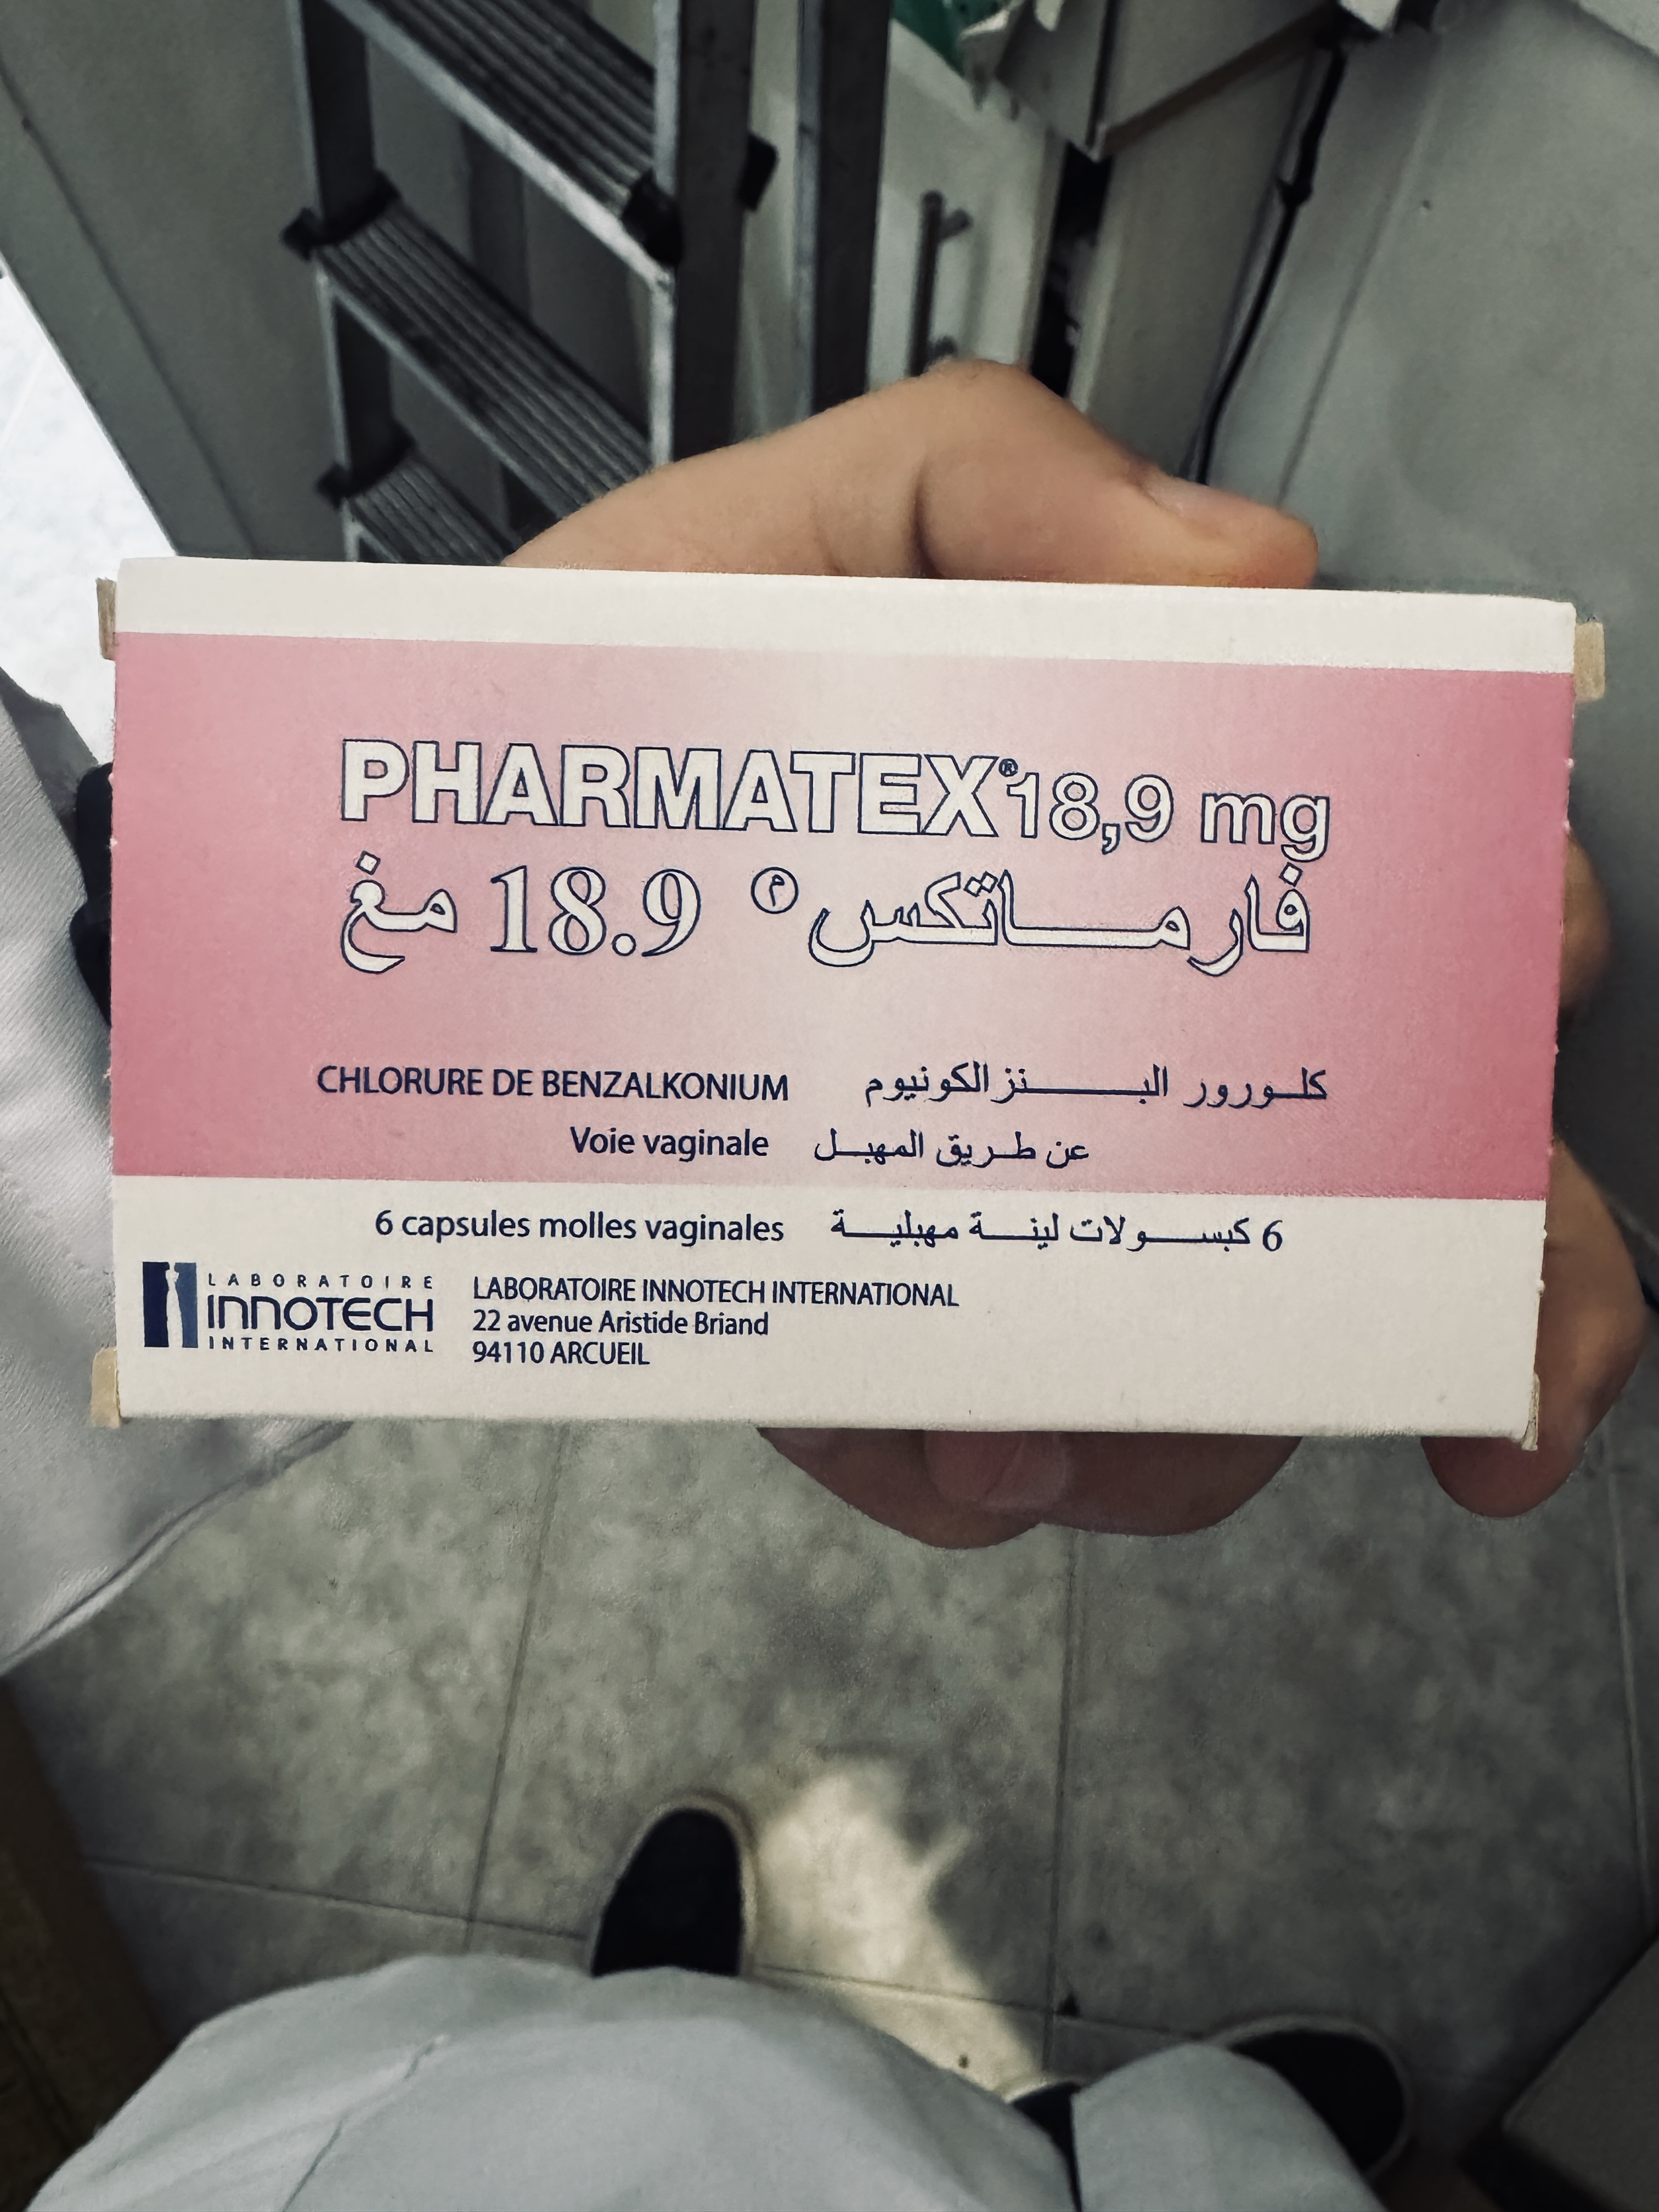 PHARMATEX® 18,9 mg
فارماتكس ® 18.9 مغ
CHLORURE DE BENZALKONIUM كلورور البنزالكونيوم
Voie vaginale عن طريق المهبل
6 capsules molles vaginales 6 كبسولات لينة مهبلية
LABORATOIRE
INNOTECH
INTERNATIONAL
LABORATOIRE INNOTECH INTERNATIONAL
22 avenue Aristide Briand
94110 ARCUEIL